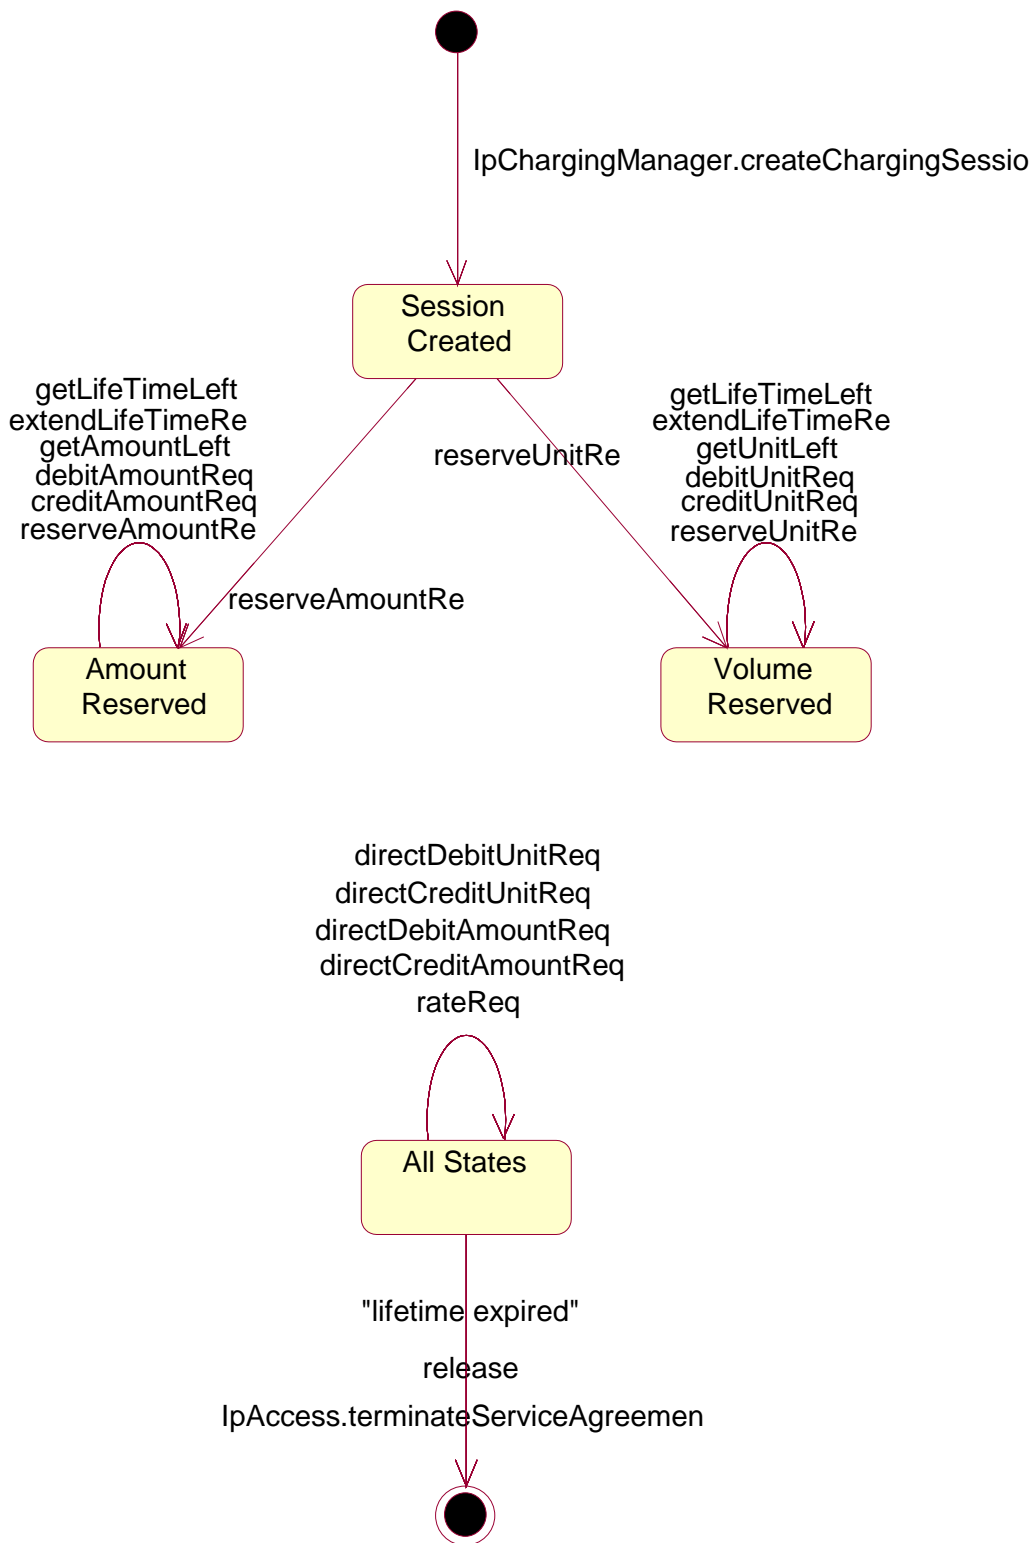 IpChargingManager.createChargingSessio
Session
Created
getLifeTimeLeft
extendLifeTimeRe
getAmountLeft
debitAmountReq
creditAmountReq
reserveAmountRe
reserveUnitRe
getLifeTimeLeft
extendLifeTimeRe
getUnitLeft
debitUnitReq
creditUnitReq
reserveUnitRe
reserveAmountRe
Amount
Reserved
Volume
Reserved
directDebitUnitReq
directCreditUnitReq
directDebitAmountReq
directCreditAmountReq
rateReq
All States
"lifetime expired"
release
IpAccess.terminateServiceAgreemen